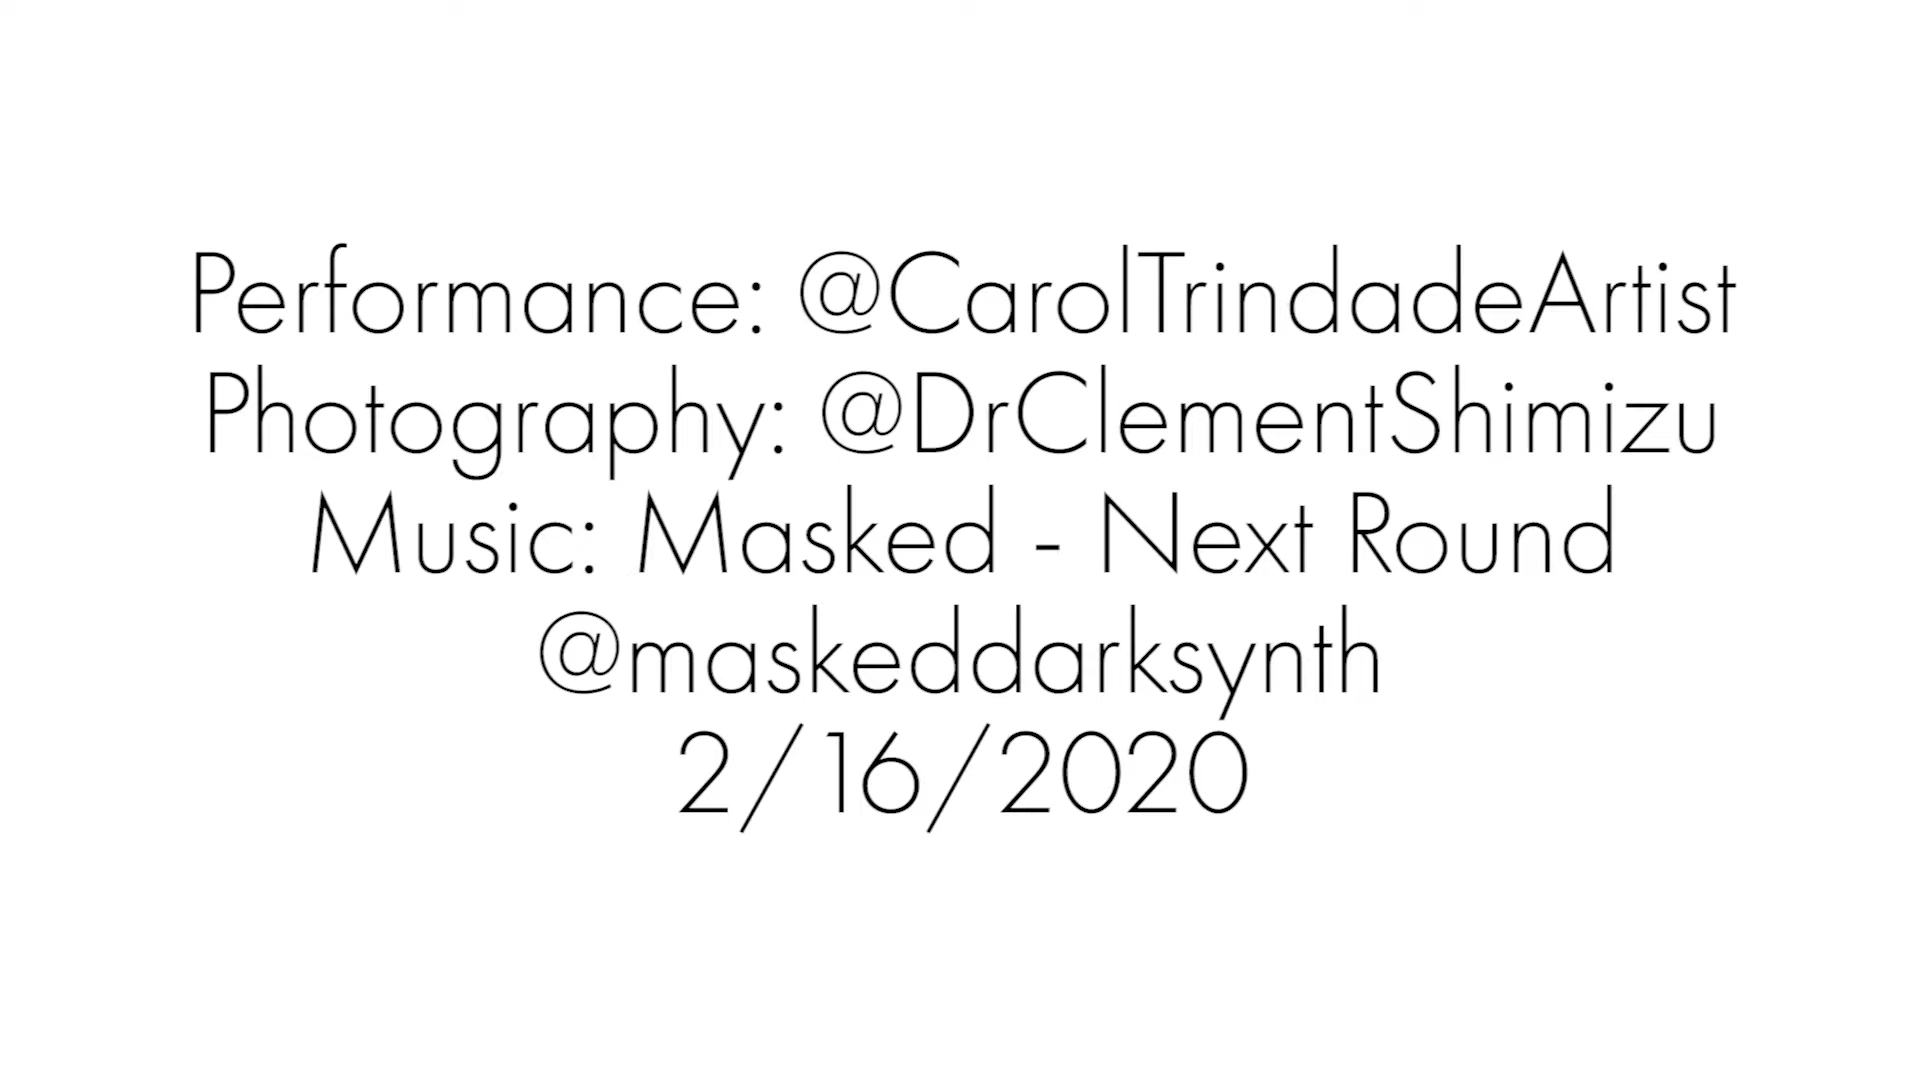 Performance: @CarolTrindadeArtist
Photography: @DrClementShimizu
Music: Masked - Next Round
@maskeddarksynth
2/16/2020